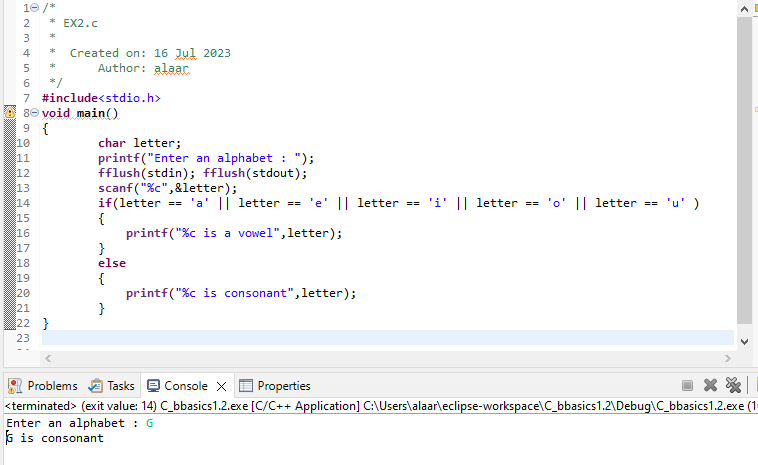 1 /*
2  * EX2.c
3  *
4  *  Created on: 16 Jul 2023
5  *      Author: alaar
6  */
7 #include<stdio.h>
8 void main()
9 {
10         char letter;
11         printf("Enter an alphabet : ");
12         fflush(stdin); fflush(stdout);
13         scanf("%c",&letter);
14         if(letter == 'a' || letter == 'e' || letter == 'i' || letter == 'o' || letter == 'u' )
15         {
16             printf("%c is a vowel",letter);
17         }
18         else
19         {
20             printf("%c is consonant",letter);
21         }
22 }
23
Problems Tasks Console Properties
<terminated> (exit value: 14) C_bbasics1.2.exe [C/C++ Application] C:\Users\alaar\eclipse-workspace\C_bbasics1.2\Debug\C_bbasics1.2.exe
Enter an alphabet : G
G is consonant